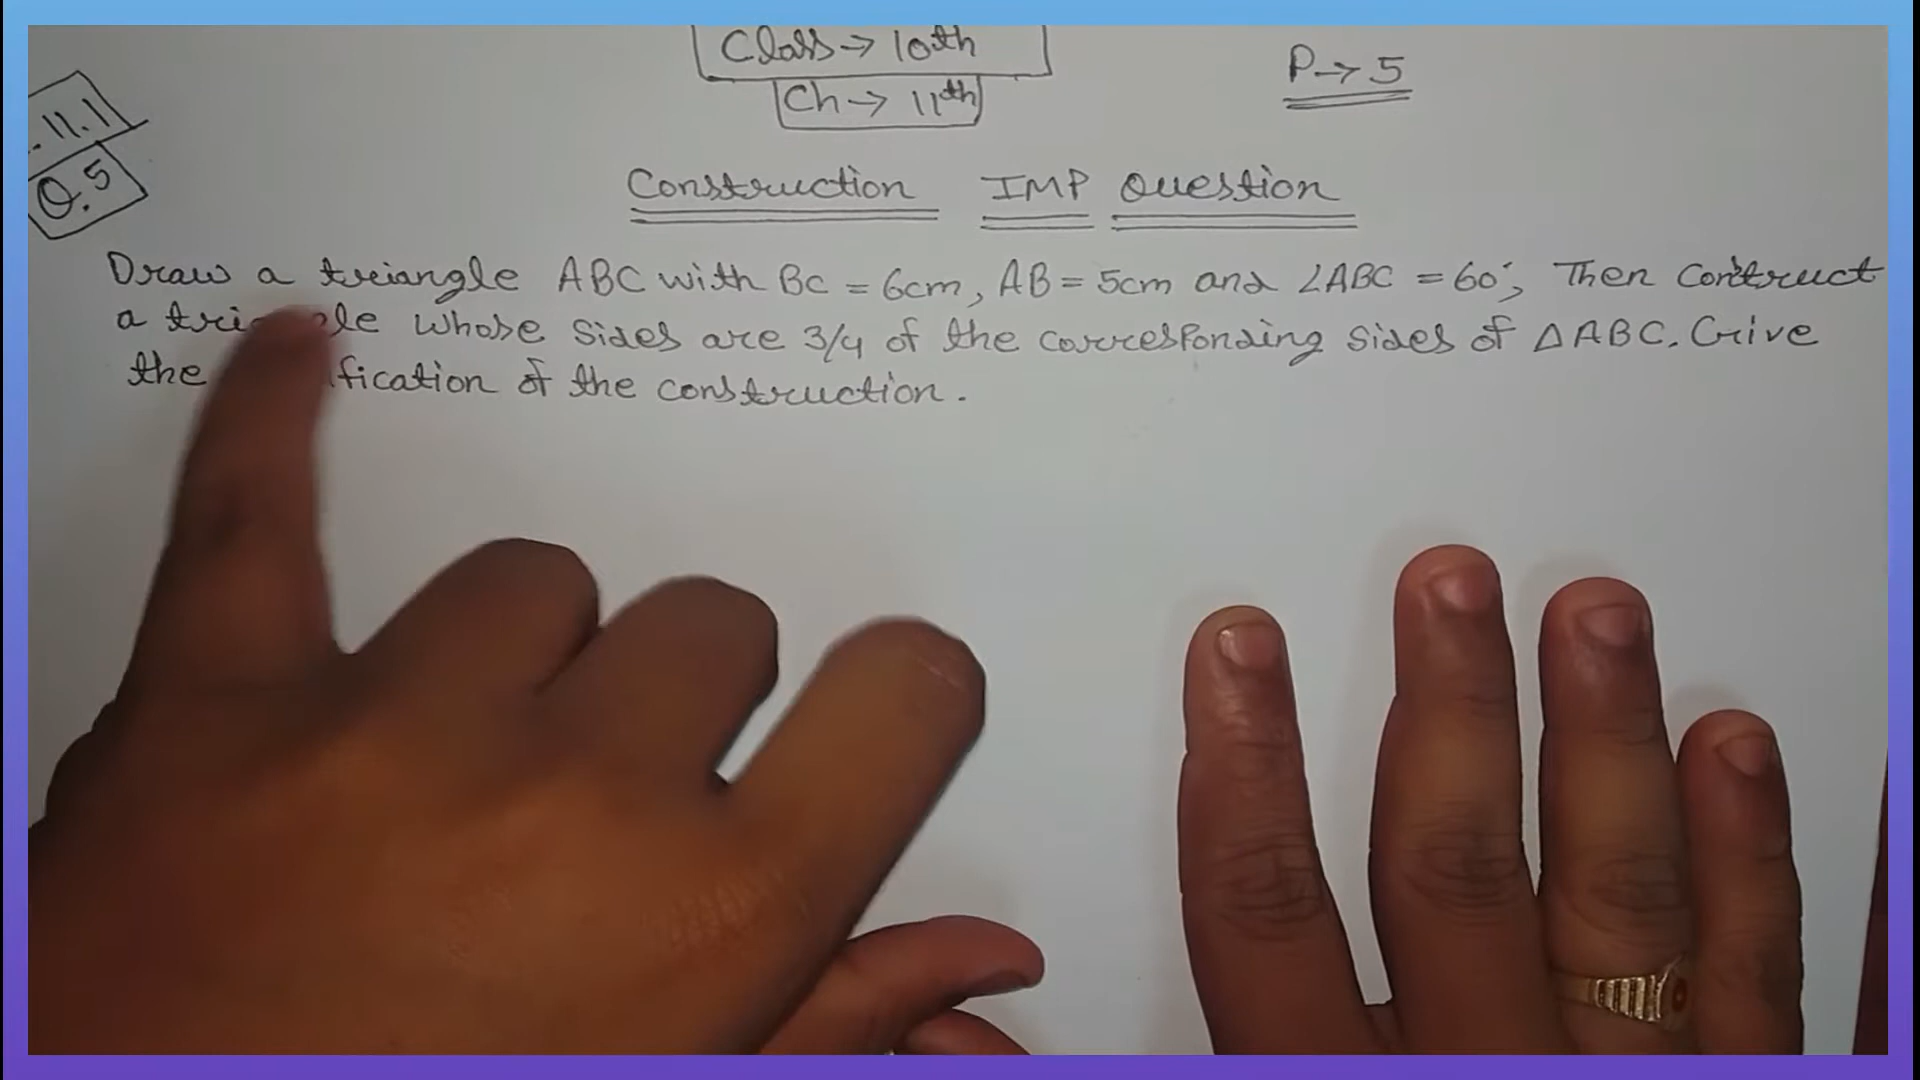 Class → 10th
Ch → 11th
P → 5
.11.1
Q.5
Construction IMP Question
Draw a triangle ABC with BC = 6cm, AB = 5cm and ∠ABC = 60°, Then Construct
a whose sides are 3/4 of the corresponding sides of △ABC. Give
the of the construction.